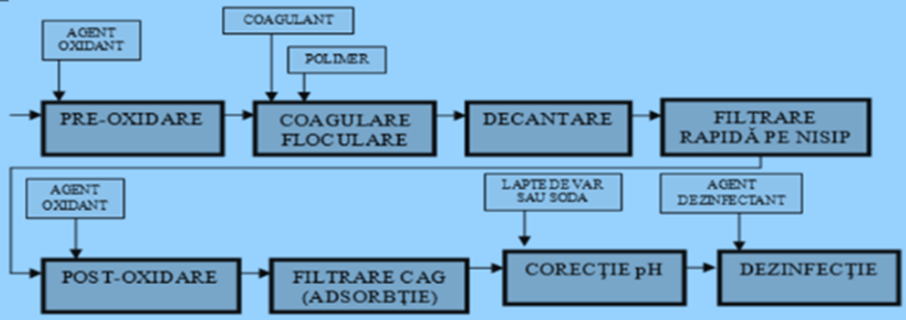 AGENT
OXIDANT
COAGULANT
POLIMER
PRE-OXIDARE
COAGULARE
FLOCULARE
DECANTARE
FILTRARE
RAPIDĂ PE NISIP
AGENT
OXIDANT
LAPTE DE VAR
SAU SODA
AGENT
DEZINFECTANT
POST-OXIDARE
FILTRARE CAG
(ADSORBŢIE)
CORECŢIE pH
DEZINFECŢIE